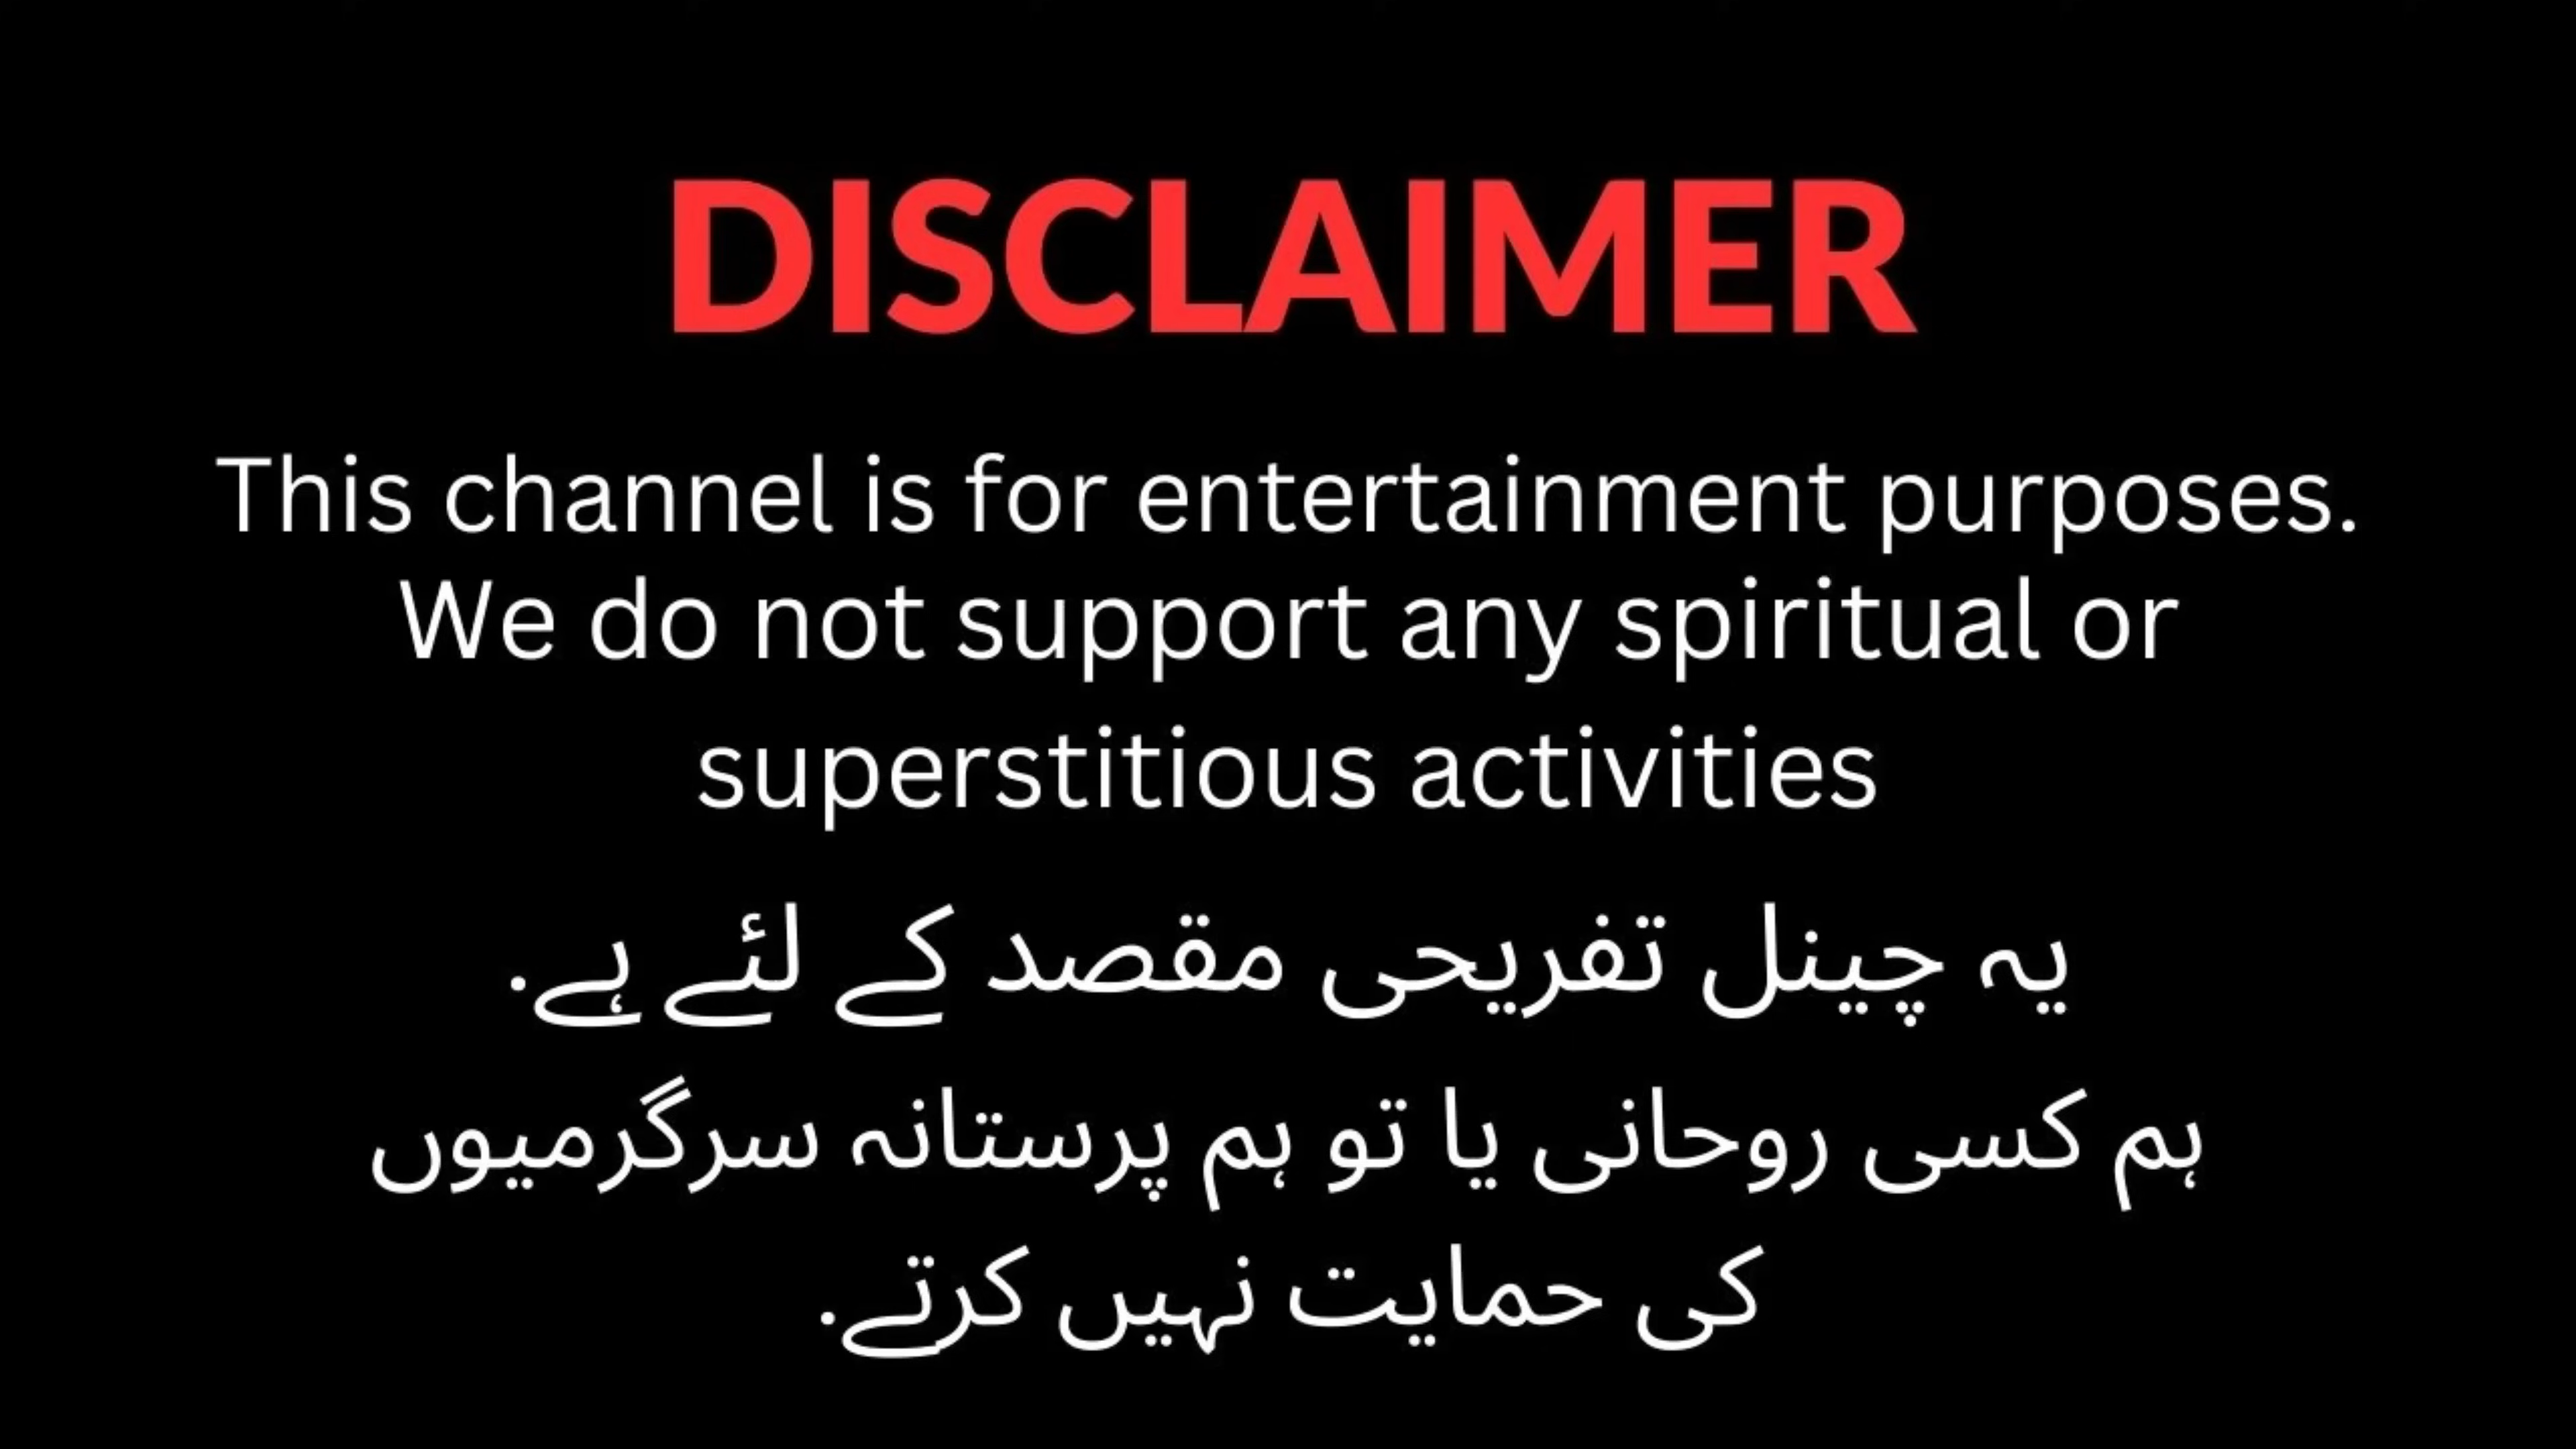 DISCLAIMER
This channel is for entertainment purposes.
We do not support any spiritual or
superstitious activities
یہ چینل تفریحی مقصد کے لئے ہے.
ہم کسی روحانی یا تو ہم پرستانہ سرگرمیوں
کی حمایت نہیں کرتے.